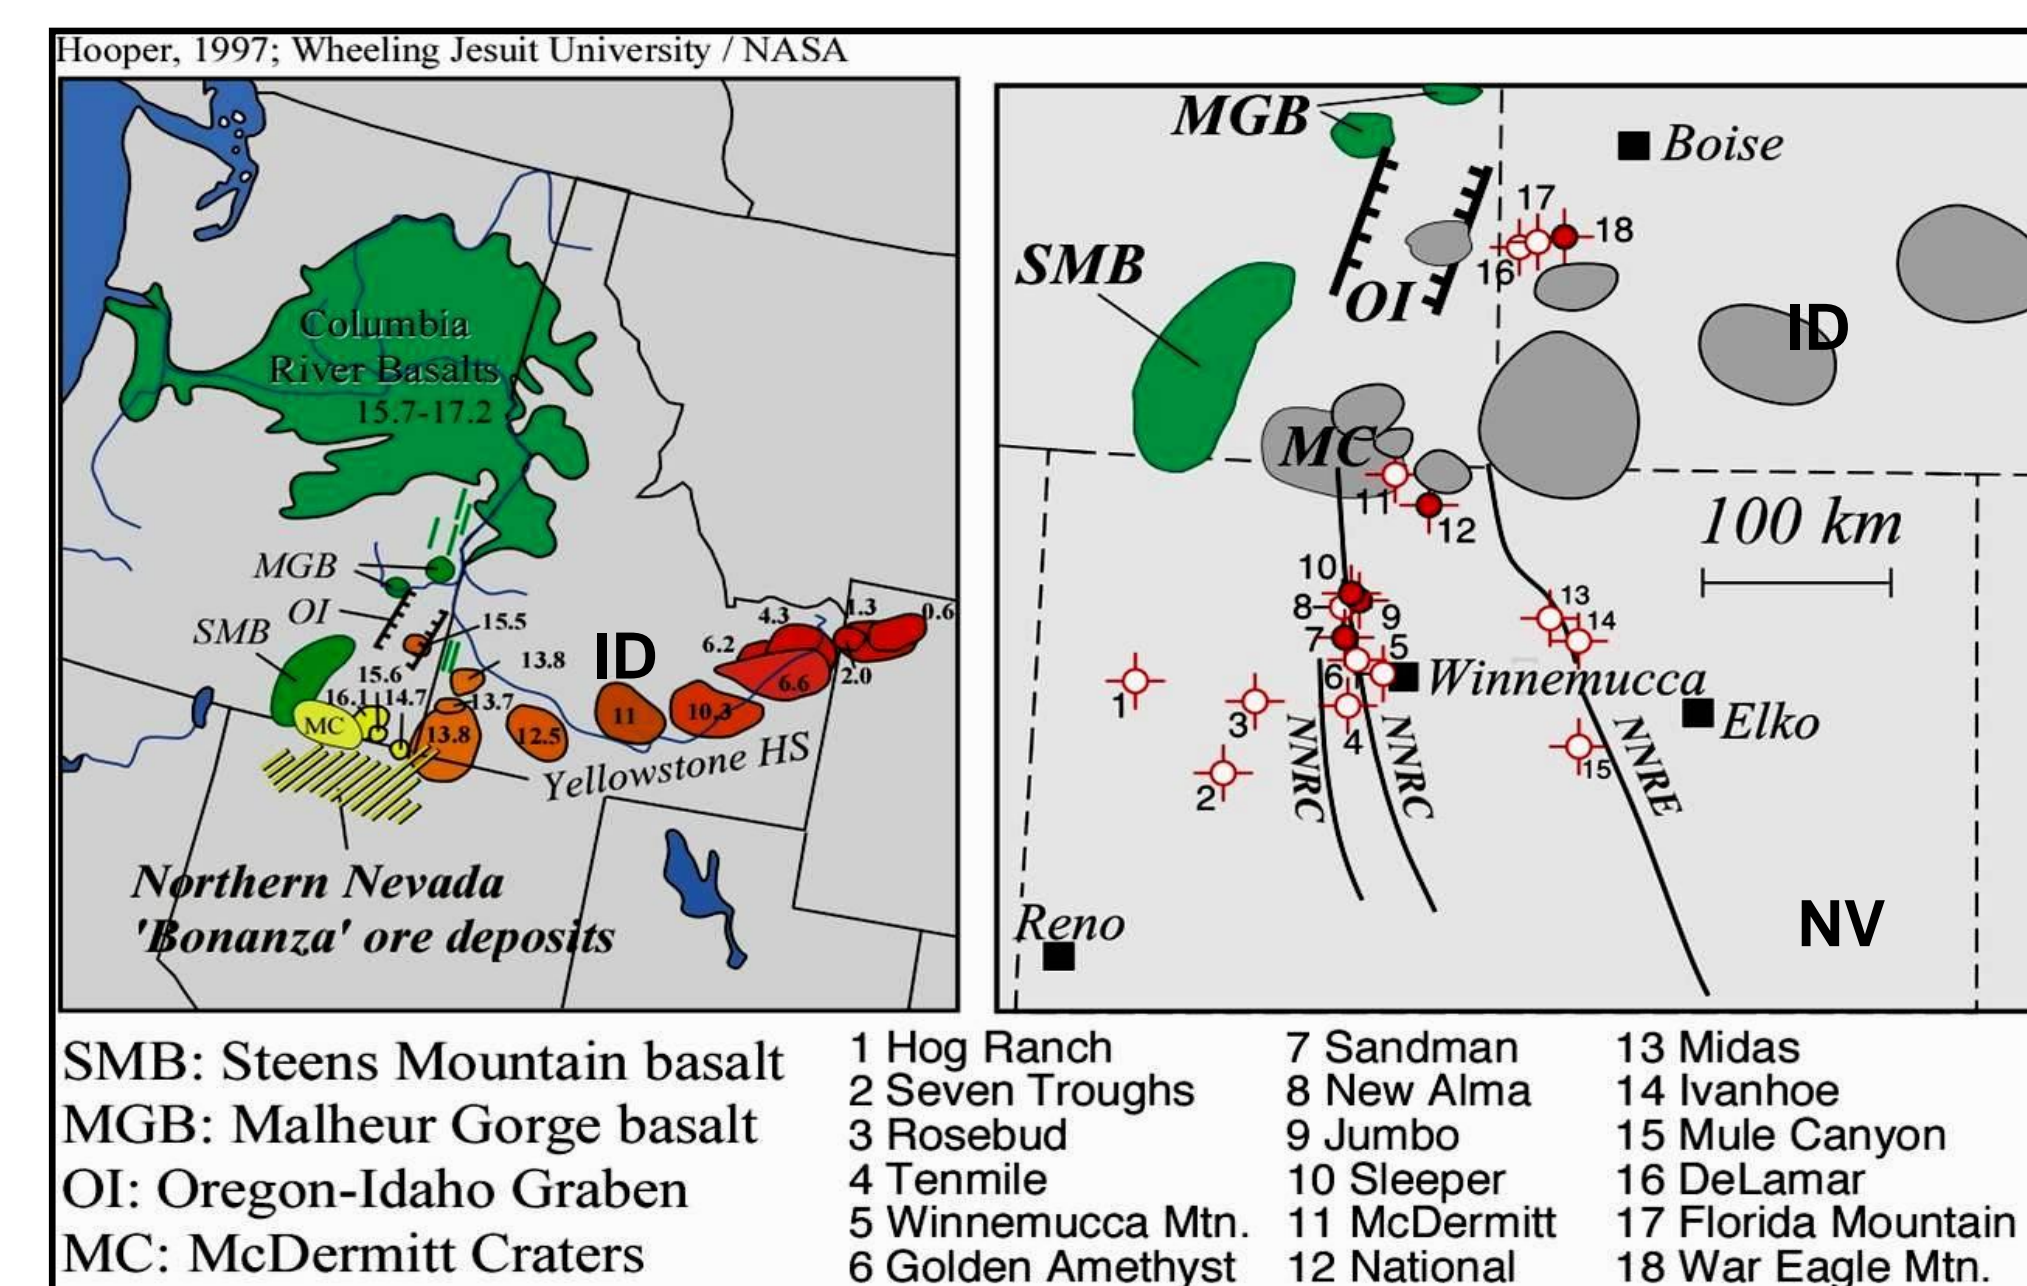 Hooper, 1997; Wheeling Jesuit University / NASA
Columbia
River Basalts
15.7-17.2
MGB
OI
SMB
15.5
15.6
13.8
16.1
14.7
13.7
MC
13.8
12.5
ID
11
10.3
6.2
4.3
6.6
1.3
2.0
0.6
Yellowstone HS
Northern Nevada
'Bonanza' ore deposits
MGB
Boise
SMB
OI
17
18
16
ID
MC
11
12
100 km
10
8
9
7
5
6
Winnemucca
13
14
1
3
2
4
Elko
15
NNRC
NNRC
NNRE
Reno
NV
SMB: Steens Mountain basalt
MGB: Malheur Gorge basalt
OI: Oregon-Idaho Graben
MC: McDermitt Craters
1 Hog Ranch
2 Seven Troughs
3 Rosebud
4 Tenmile
5 Winnemucca Mtn.
6 Golden Amethyst
7 Sandman
8 New Alma
9 Jumbo
10 Sleeper
11 McDermitt
12 National
13 Midas
14 Ivanhoe
15 Mule Canyon
16 DeLamar
17 Florida Mountain
18 War Eagle Mtn.